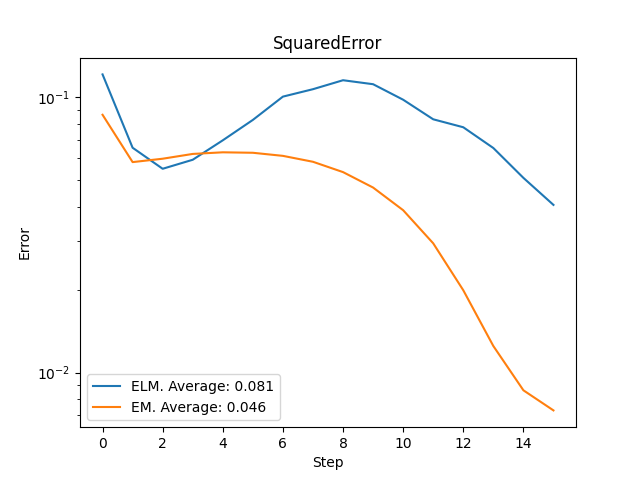 SquaredError
10⁻¹
10⁻²
Error
ELM. Average: 0.081
EM. Average: 0.046
0 2 4 6 8 10 12 14
Step